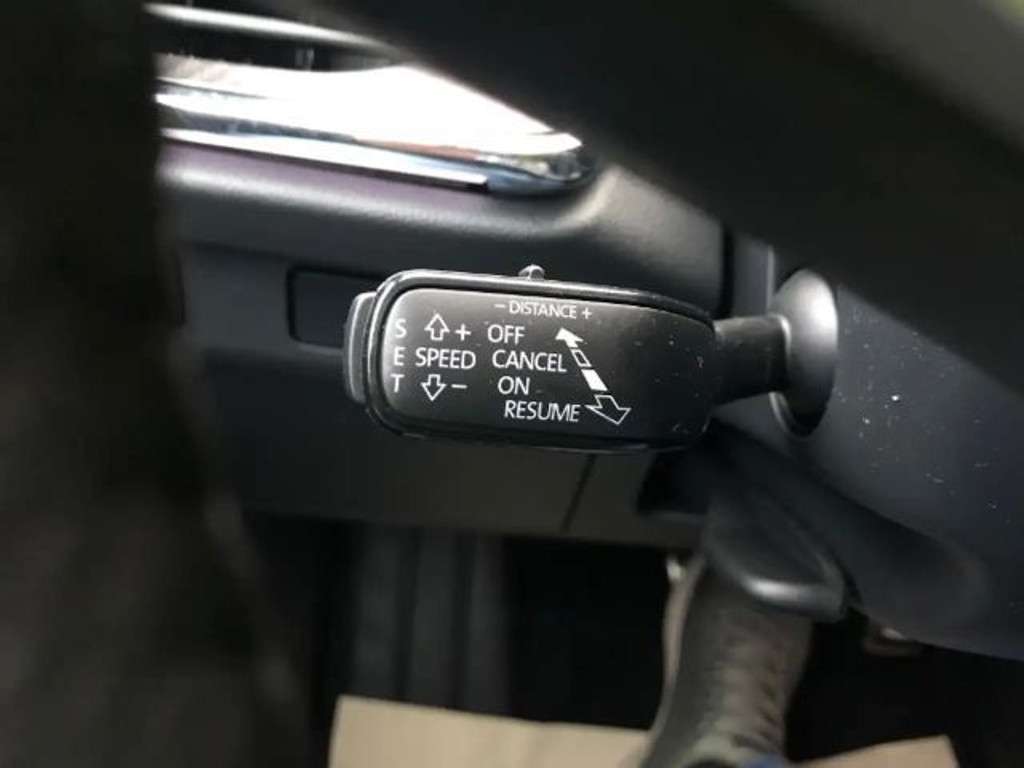 - DISTANCE +
S + OFF
E SPEED CANCEL
T - ON
RESUME